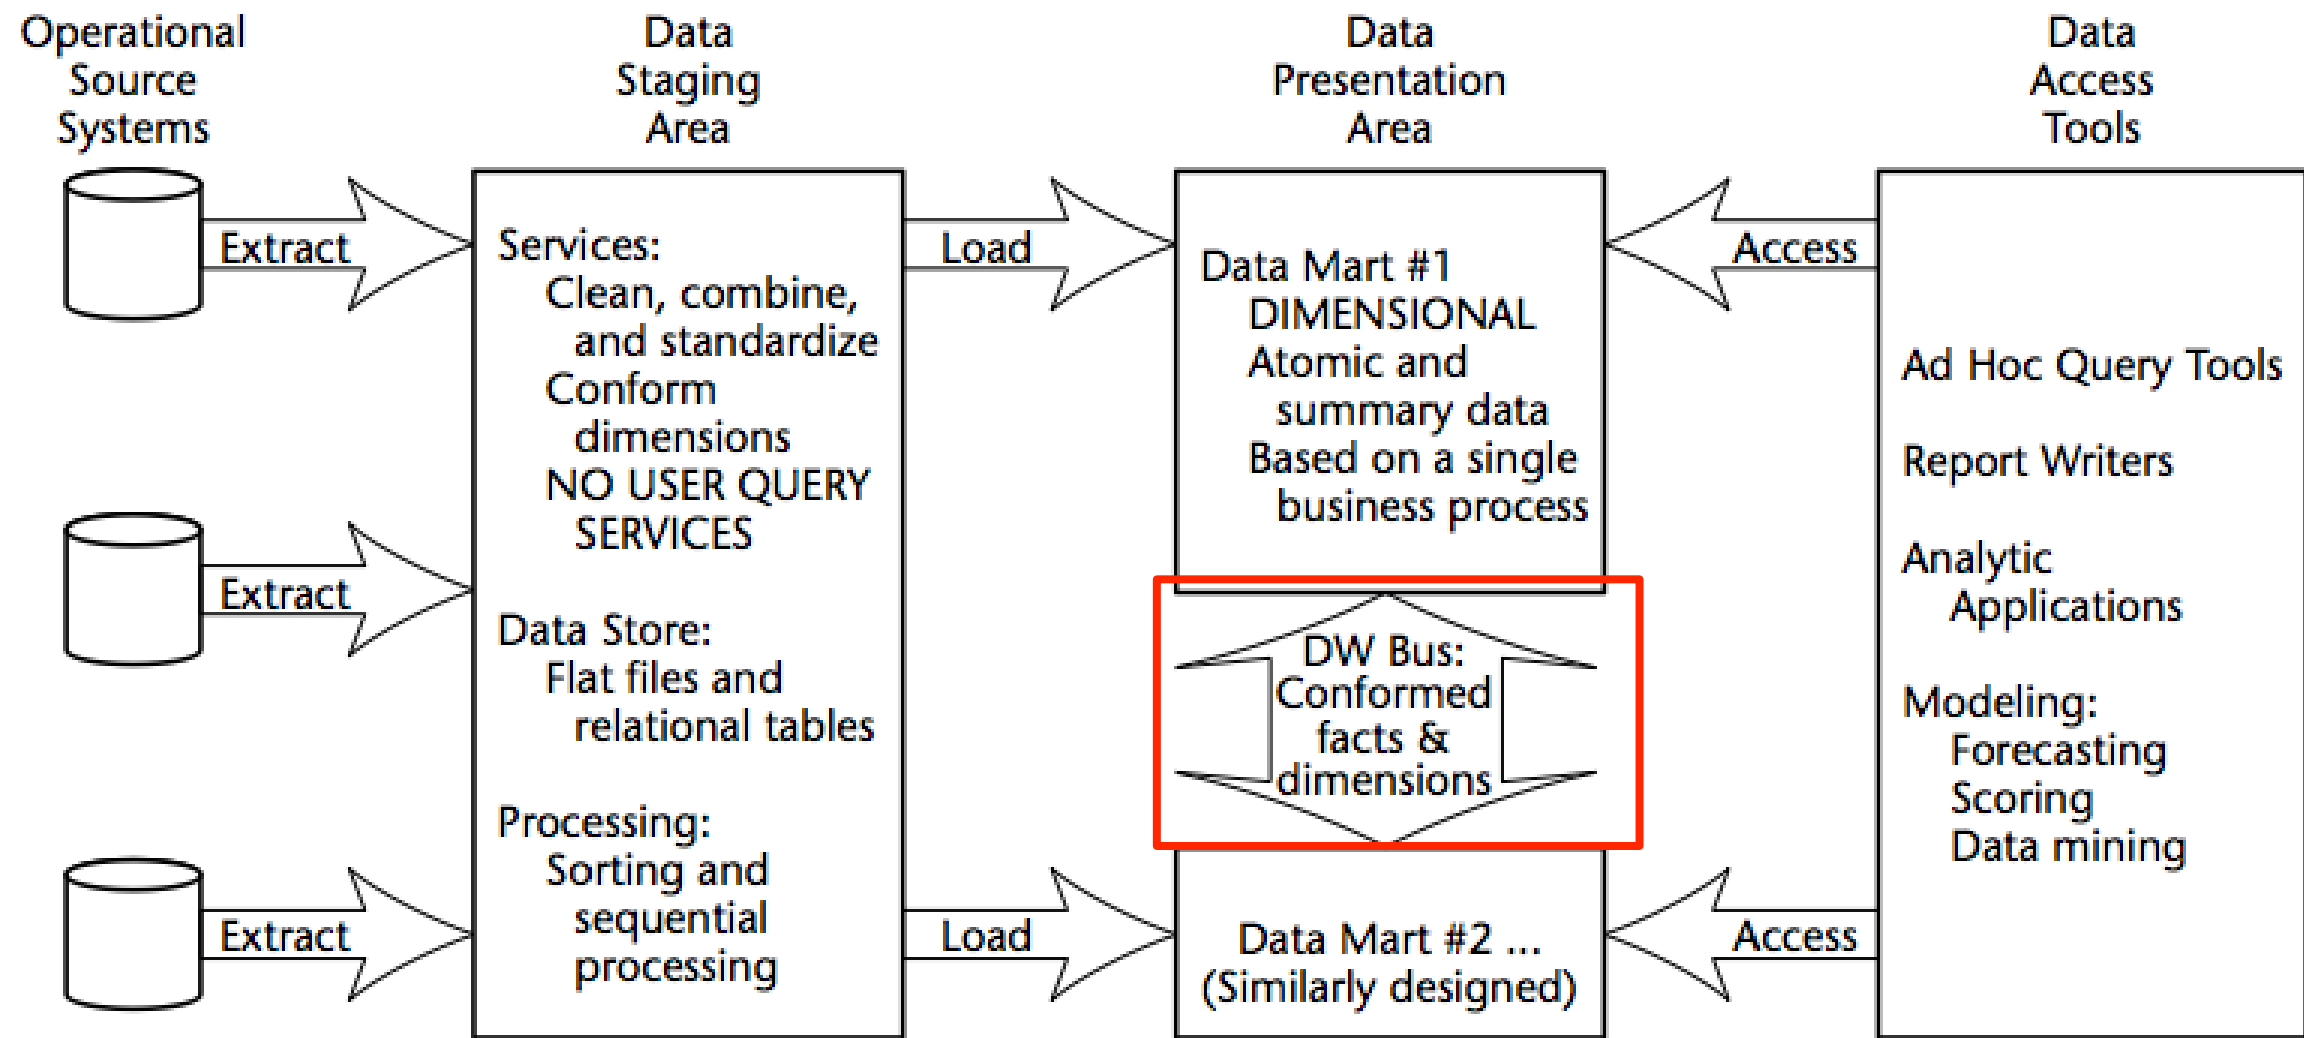 Operational
Source
Systems
Data
Staging
Area
Data
Presentation
Area
Data
Access
Tools
Extract
Extract
Extract
Services:
Clean, combine,
and standardize
Conform
dimensions
NO USER QUERY
SERVICES
Data Store:
Flat files and
relational tables
Processing:
Sorting and
sequential
processing
Load
Load
Data Mart #1
DIMENSIONAL
Atomic and
summary data
Based on a single
business process
DW Bus:
Conformed
facts &
dimensions
Data Mart #2 ...
(Similarly designed)
Access
Access
Ad Hoc Query Tools
Report Writers
Analytic
Applications
Modeling:
Forecasting
Scoring
Data mining